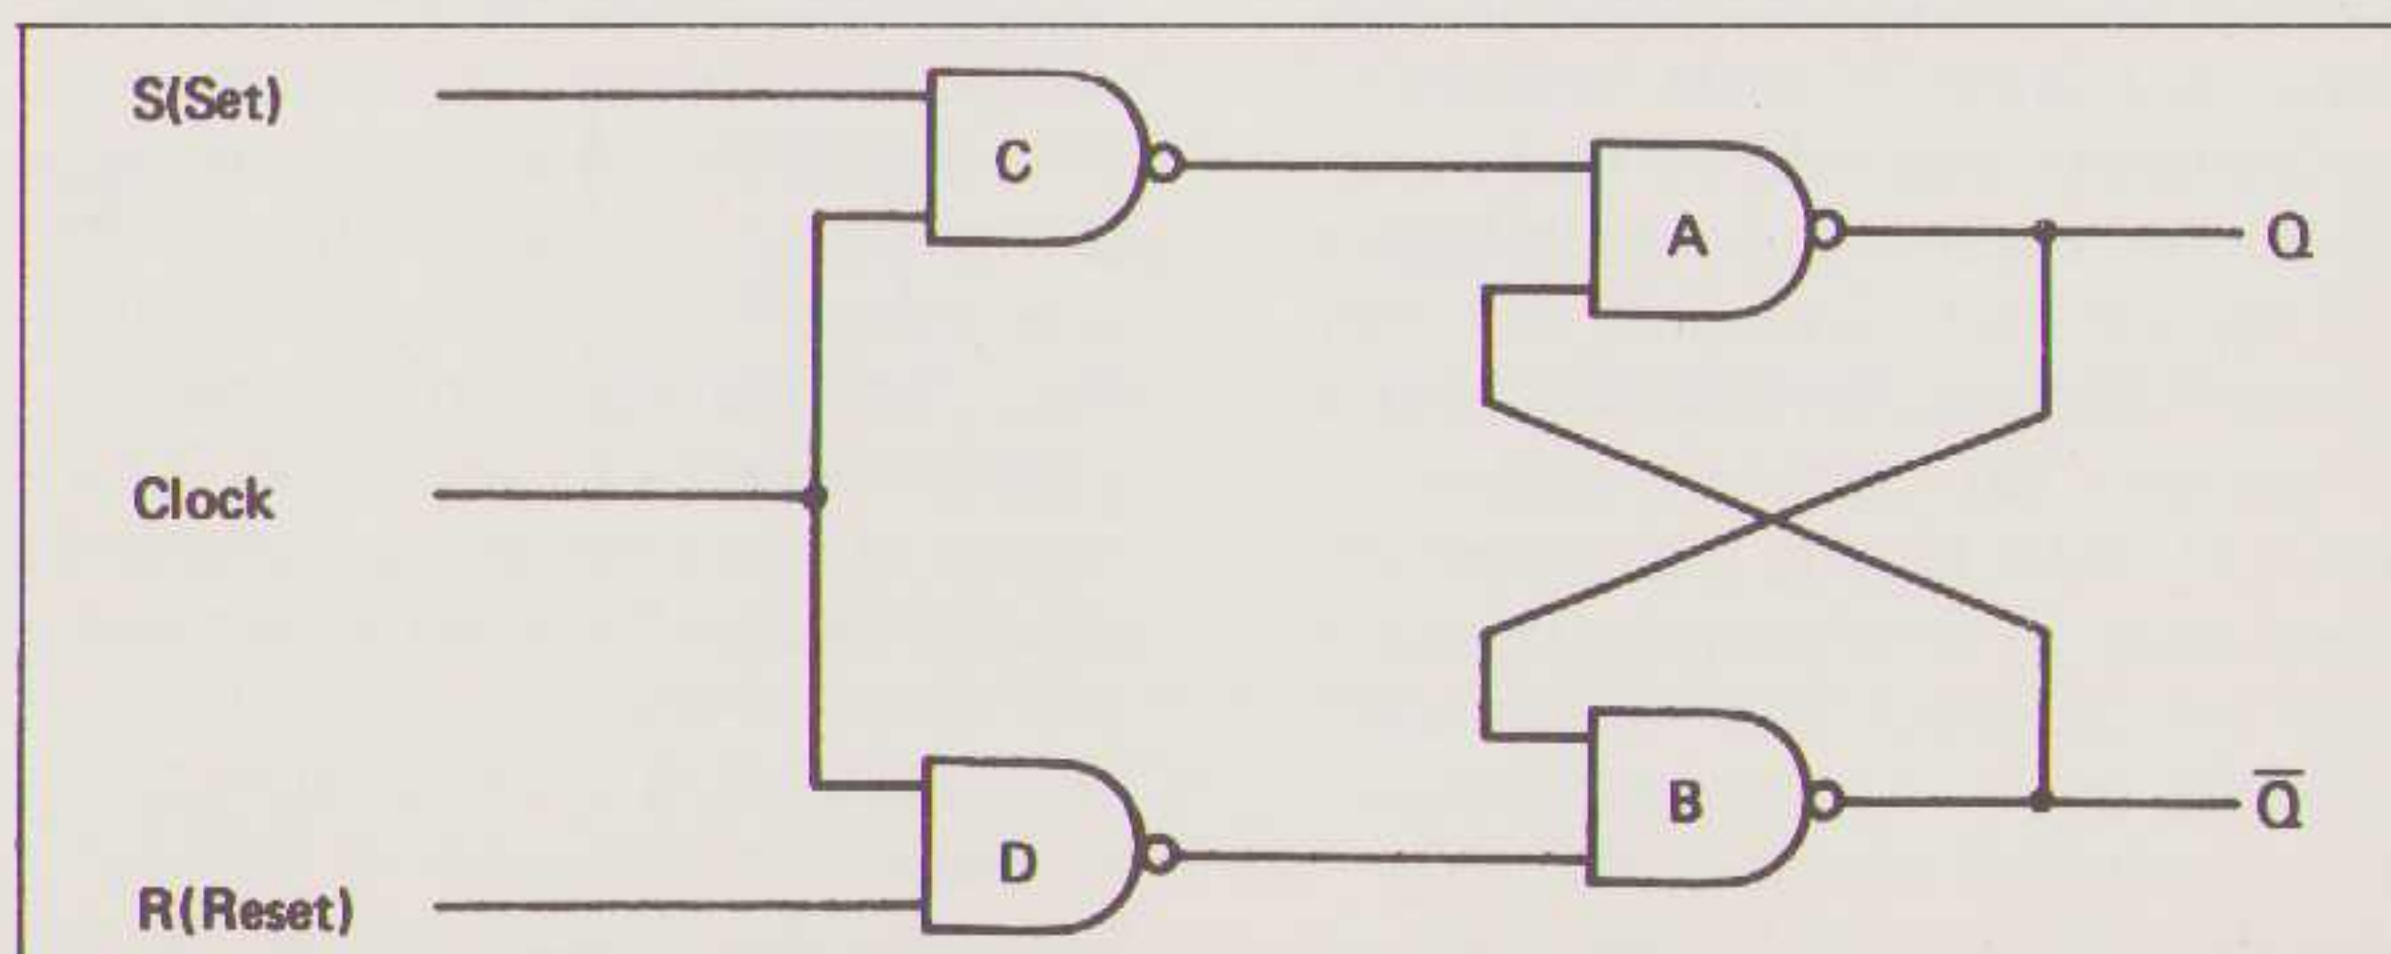 S(Set)
C
A
Q
Clock
B
Q̅
D
R(Reset)